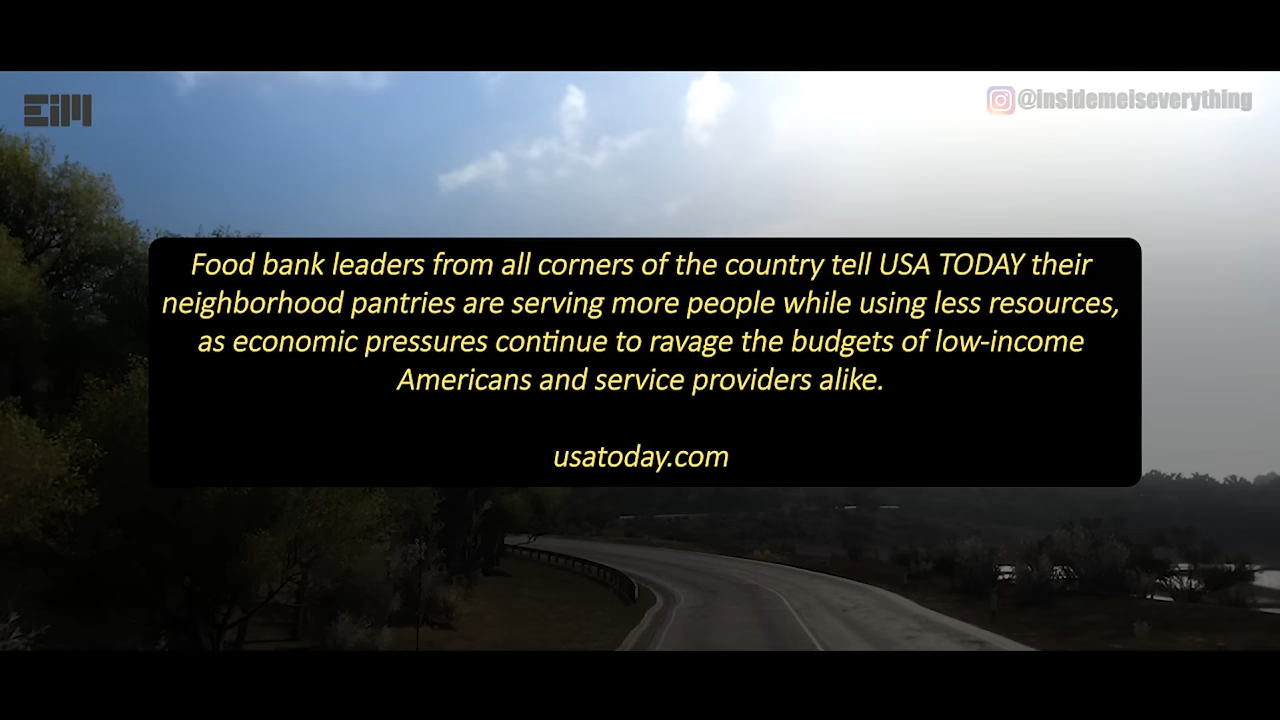 EiM
@insidemeiseverything
Food bank leaders from all corners of the country tell USA TODAY their
neighborhood pantries are serving more people while using less resources,
as economic pressures continue to ravage the budgets of low-income
Americans and service providers alike.
usatoday.com